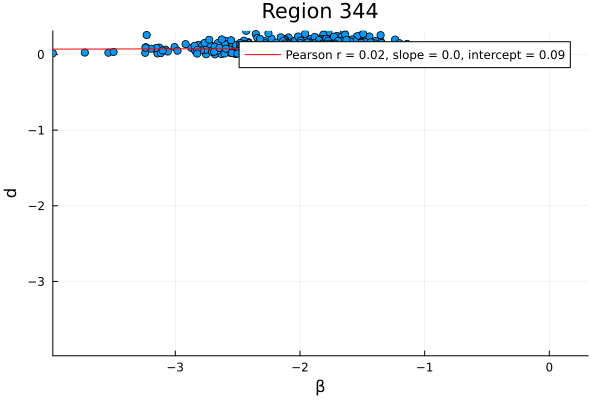 Region 344
Pearson r = 0.02, slope = 0.0, intercept = 0.09
0
−1
−2
−3
d
−3
−2
−1
0
β